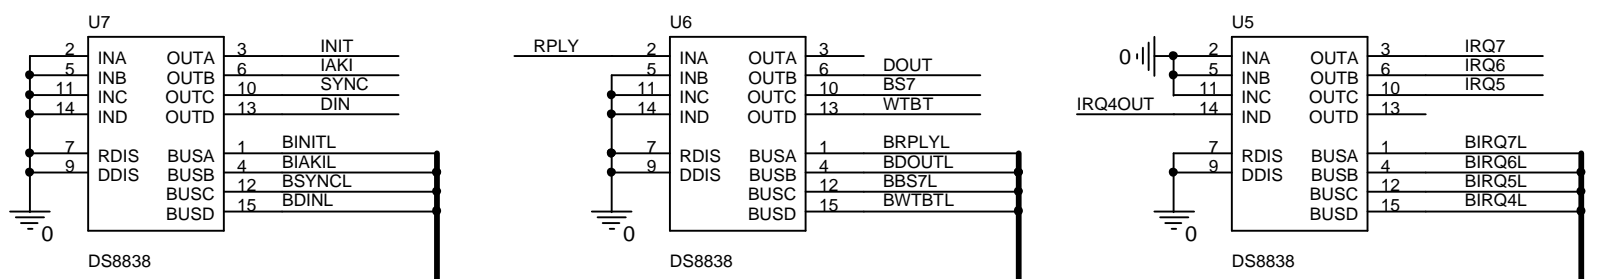 U7
2 INA OUTA 3 INIT
5 INB OUTB 6 IAKI
11 INC OUTC 10 SYNC
14 IND OUTD 13 DIN
7 RDIS BUSA 1 BINITL
9 DDIS BUSB 4 BIAKIL
BUSC 12 BSYNCL
BUSD 15 BDINL
0
DS8838
U6
RPLY 2 INA OUTA 3
5 INB OUTB 6 DOUT
11 INC OUTC 10 BS7
14 IND OUTD 13 WTBT
7 RDIS BUSA 1 BRPLYL
9 DDIS BUSB 4 BDOUTL
BUSC 12 BBS7L
BUSD 15 BWTBTL
0
DS8838
U5
0 2 INA OUTA 3 IRQ7
5 INB OUTB 6 IRQ6
11 INC OUTC 10 IRQ5
IRQ4OUT 14 IND OUTD 13
7 RDIS BUSA 1 BIRQ7L
9 DDIS BUSB 4 BIRQ6L
BUSC 12 BIRQ5L
BUSD 15 BIRQ4L
0
DS8838